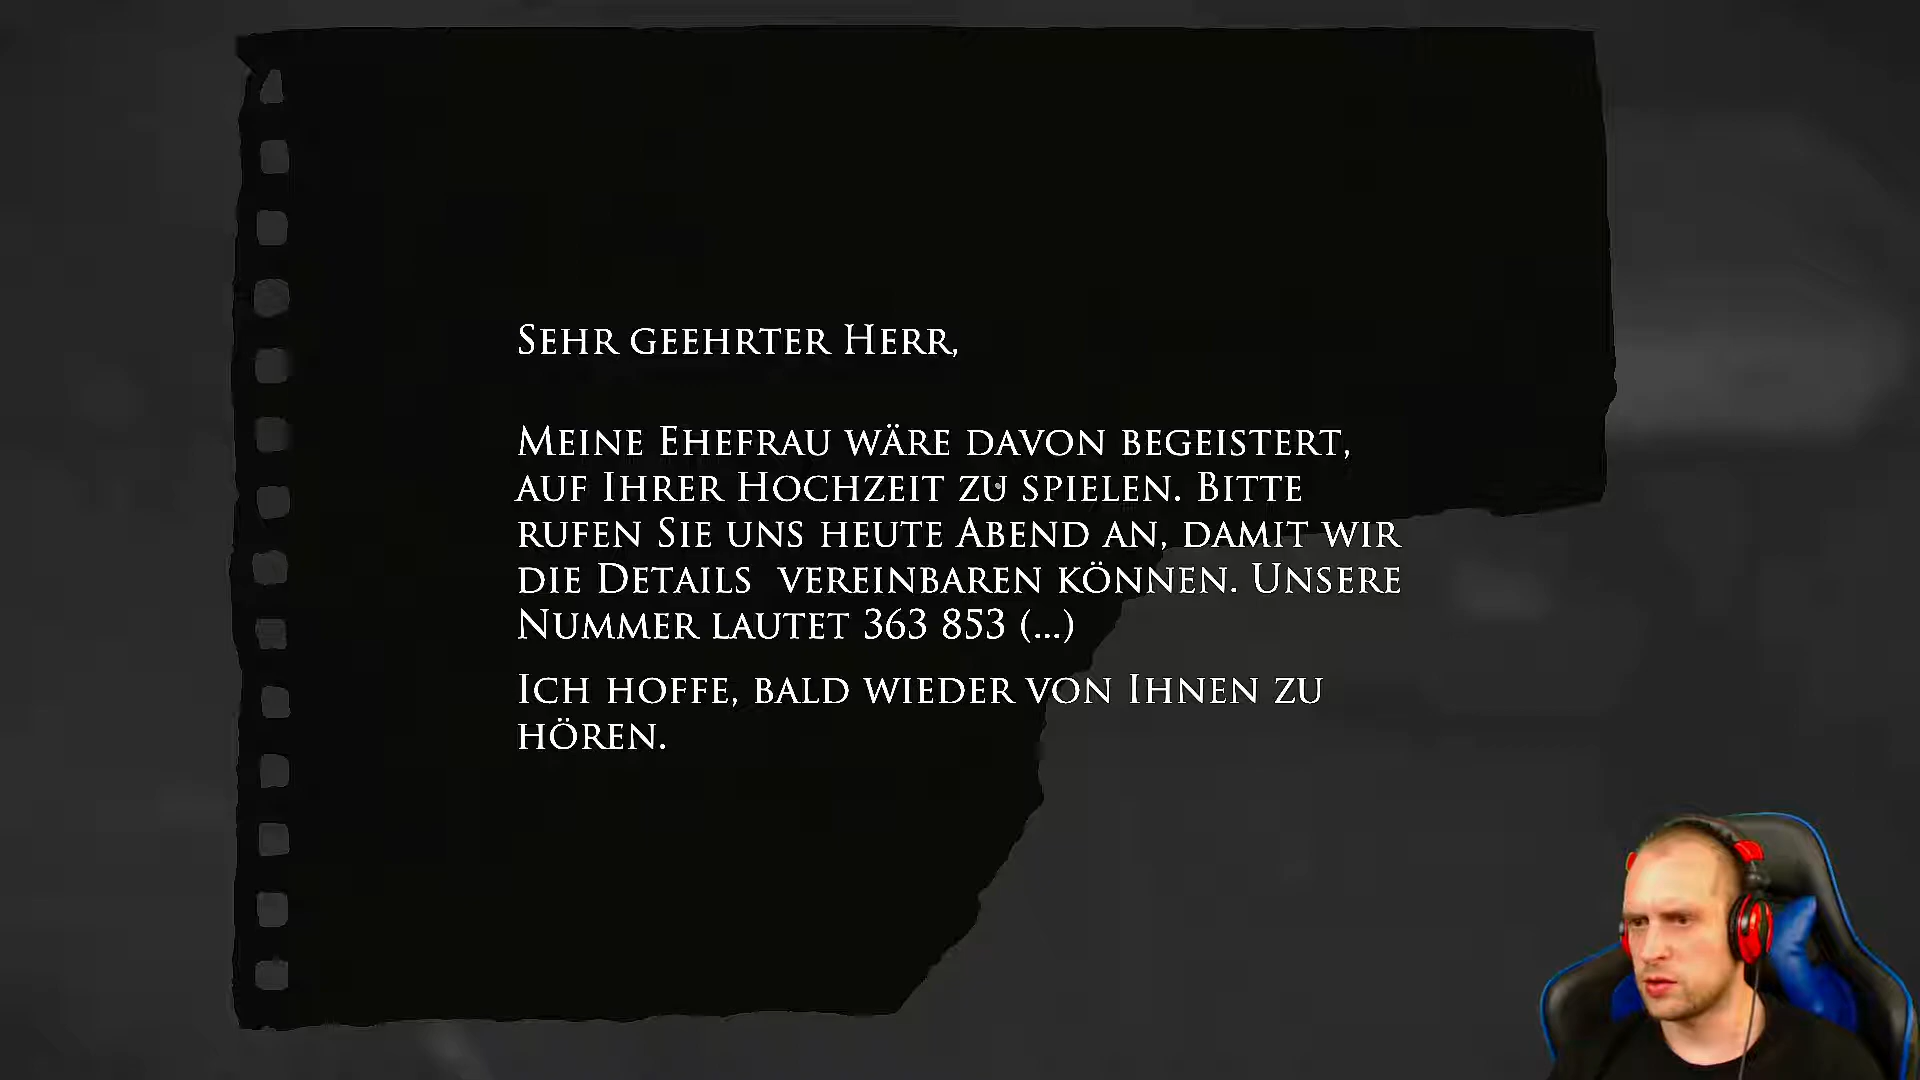 Sehr geehrter Herr,
Meine Ehefrau wäre davon begeistert,
auf Ihrer Hochzeit zu spielen. Bitte
rufen Sie uns heute Abend an, damit wir
die Details  vereinbaren können. Unsere
Nummer lautet 363 853 (...)
Ich hoffe, bald wieder von Ihnen zu
hören.